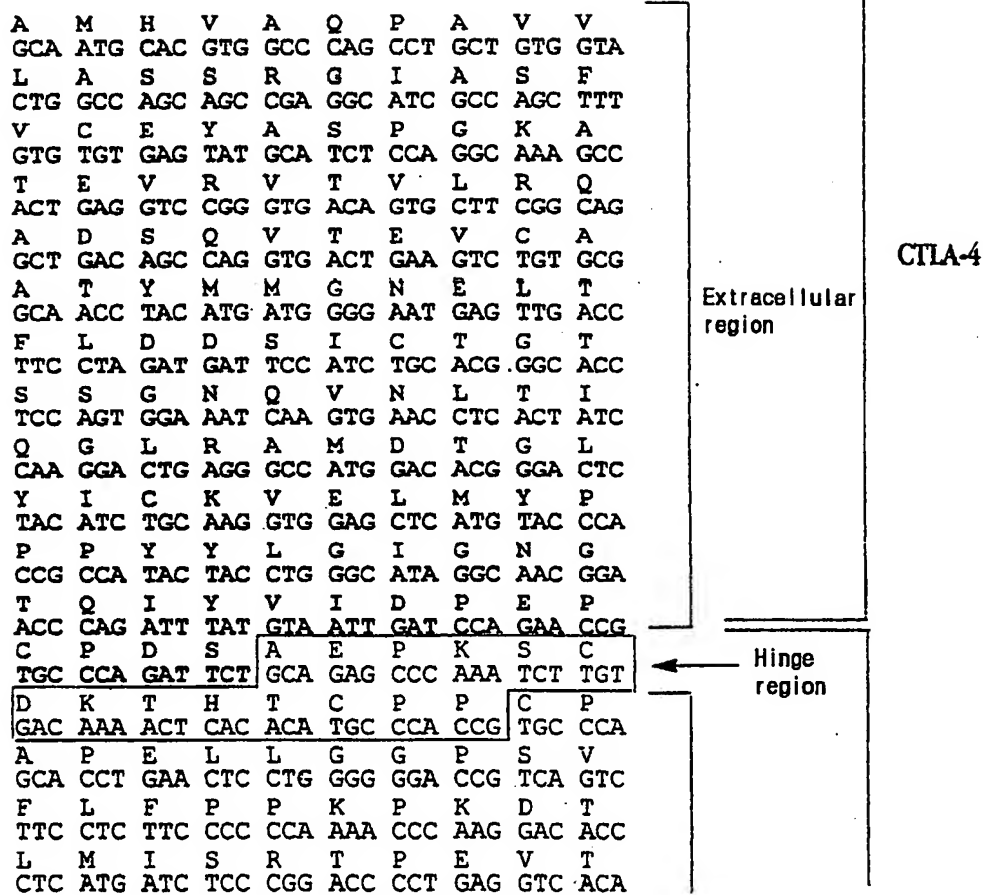 A M H V A Q P A V V
GCA ATG CAC GTG GCC CAG CCT GCT GTG GTA
L A S S R G I A S F
CTG GCC AGC AGC CGA GGC ATC GCC AGC TTT
V C E Y A S P G K A
GTG TGT GAG TAT GCA TCT CCA GGC AAA GCC
T E V R V T V L R Q
ACT GAG GTC CGG GTG ACA GTG CTT CGG CAG
A D S Q V T E V C A
GCT GAC AGC CAG GTG ACT GAA GTC TGT GCG
A T Y M M G N E L T
GCA ACC TAC ATG ATG GGG AAT GAG TTG ACC
F L D D S I C T G T
TTC CTA GAT GAT TCC ATC TGC ACG GGC ACC
S S G N Q V N L T I
TCC AGT GGA AAT CAA GTG AAC CTC ACT ATC
Q G L R A M D T G L
CAA GGA CTG AGG GCC ATG GAC ACG GGA CTC
Y I C K V E L M Y P
TAC ATC TGC AAG GTG GAG CTC ATG TAC CCA
P P Y Y L G I G N G
CCG CCA TAC TAC CTG GGC ATA GGC AAC GGA
T Q I Y V I D P E P
ACC CAG ATT TAT GTA ATT GAT CCA GAA CCG
C P D S A E P K S C
TGC CCA GAT TCT GCA GAG CCC AAA TCT TGT
D K T H T C P P C P
GAC AAA ACT CAC ACA TGC CCA CCG TGC CCA
A P E L L G G P S V
GCA CCT GAA CTC CTG GGG GGA CCG TCA GTC
F L F P P K P K D T
TTC CTC TTC CCC CCA AAA CCC AAG GAC ACC
L M I S R T P E V T
CTC ATG ATC TCC CGG ACC CCT GAG GTC ACA
Extracellular
region
CTLA-4
Hinge
region